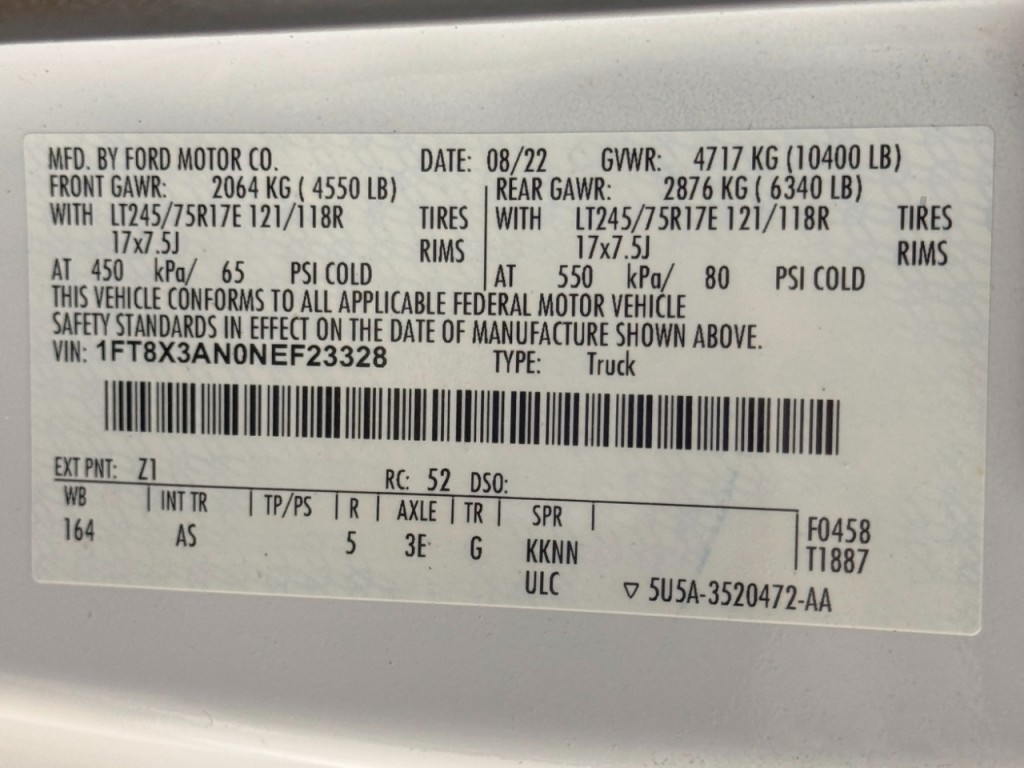 MFD. BY FORD MOTOR CO. DATE: 08/22 GVWR: 4717 KG (10400 LB)
FRONT GAWR: 2064 KG ( 4550 LB) REAR GAWR: 2876 KG ( 6340 LB)
WITH LT245/75R17E 121/118R TIRES WITH LT245/75R17E 121/118R TIRES
17x7.5J RIMS 17x7.5J RIMS
AT 450 kPa/ 65 PSI COLD AT 550 kPa/ 80 PSI COLD
THIS VEHICLE CONFORMS TO ALL APPLICABLE FEDERAL MOTOR VEHICLE
SAFETY STANDARDS IN EFFECT ON THE DATE OF MANUFACTURE SHOWN ABOVE.
VIN: 1FT8X3AN0NEF23328 TYPE: Truck
EXT PNT: Z1 RC: 52 DSO:
WB INT TR TP/PS R AXLE TR SPR F0458
164 AS 5 3E G KKNN T1887
ULC ▽ 5U5A-3520472-AA